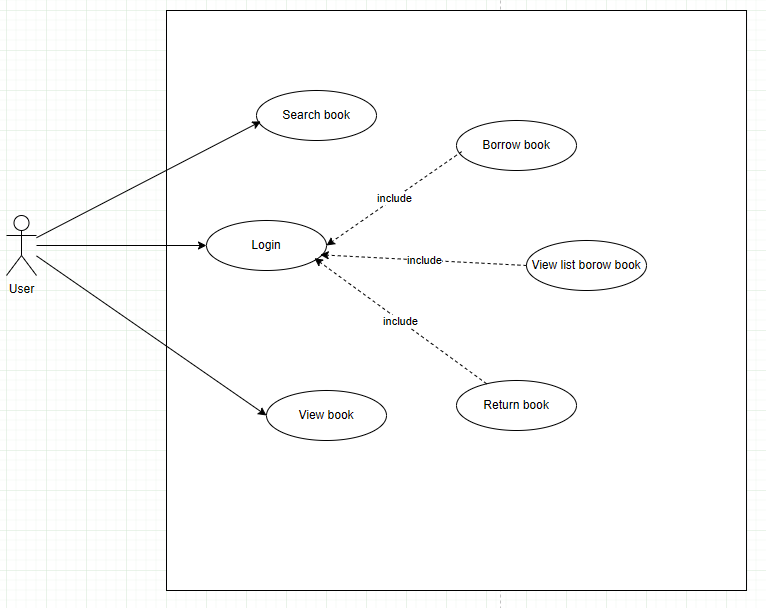 Search book
Borrow book
include
Login
include
View list borow book
User
include
View book
Return book